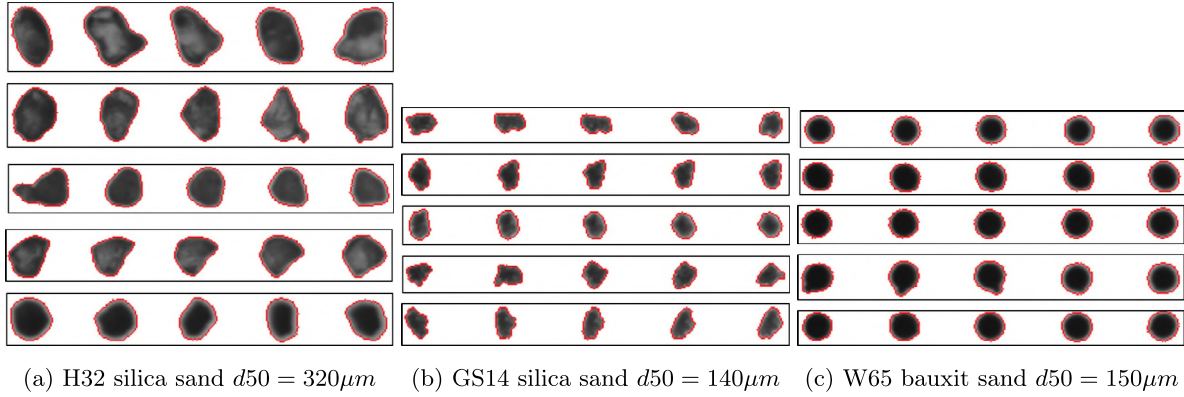 (a) H32 silica sand d50 = 320μm
(b) GS14 silica sand d50 = 140μm
(c) W65 bauxit sand d50 = 150μm